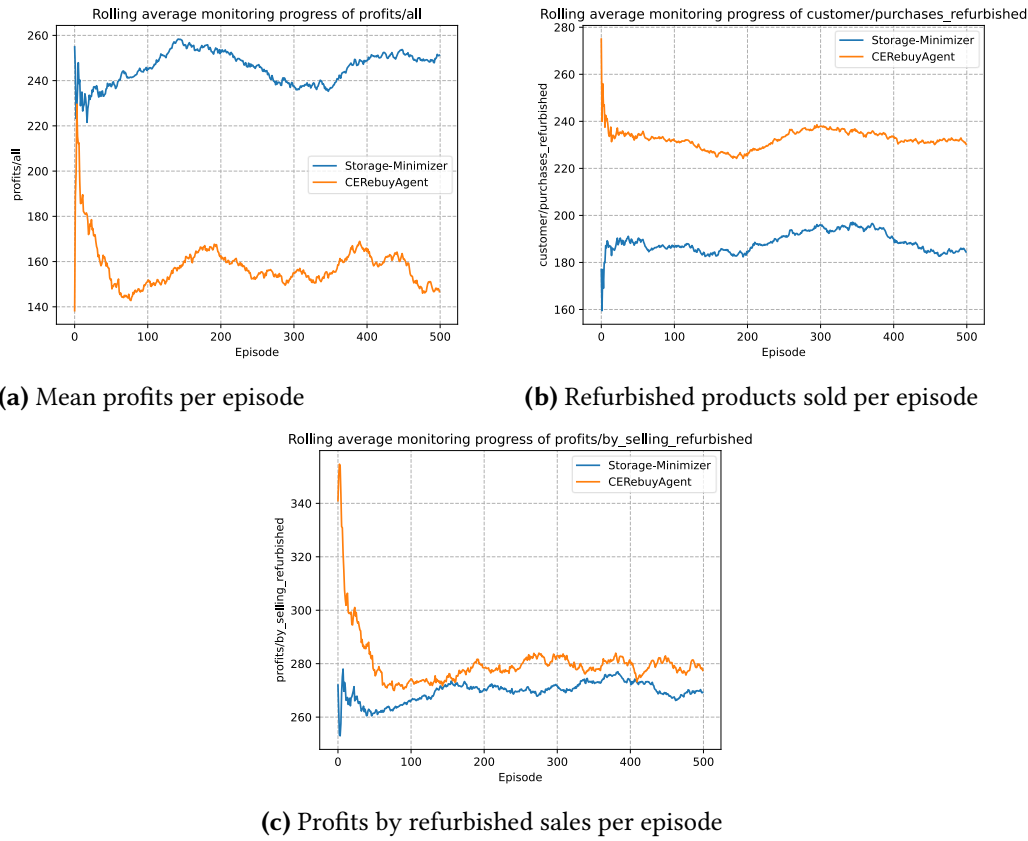 Rolling average monitoring progress of profits/all
profits/all
260
240
220
200
180
160
140
Storage-Minimizer
CERebuyAgent
0 100 200 300 400 500
Episode
(a) Mean profits per episode
Rolling average monitoring progress of customer/purchases_refurbished
customer/purchases_refurbished
280
260
240
220
200
180
160
Storage-Minimizer
CERebuyAgent
0 100 200 300 400 500
Episode
(b) Refurbished products sold per episode
Rolling average monitoring progress of profits/by_selling_refurbished
profits/by_selling_refurbished
340
320
300
280
260
Storage-Minimizer
CERebuyAgent
0 100 200 300 400 500
Episode
(c) Profits by refurbished sales per episode